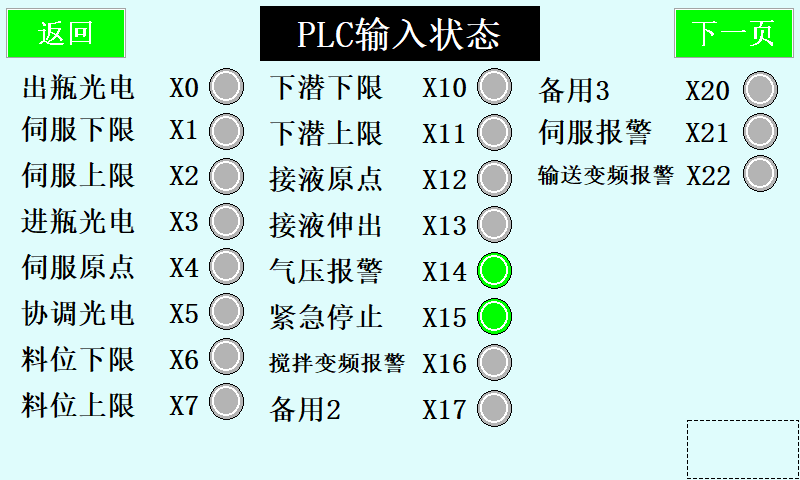 返回
PLC输入状态
下一页
出瓶光电 X0
伺服下限 X1
伺服上限 X2
进瓶光电 X3
伺服原点 X4
协调光电 X5
料位下限 X6
料位上限 X7
下潜下限 X10
下潜上限 X11
接液原点 X12
接液伸出 X13
气压报警 X14
紧急停止 X15
搅拌变频报警 X16
备用2 X17
备用3 X20
伺服报警 X21
输送变频报警 X22